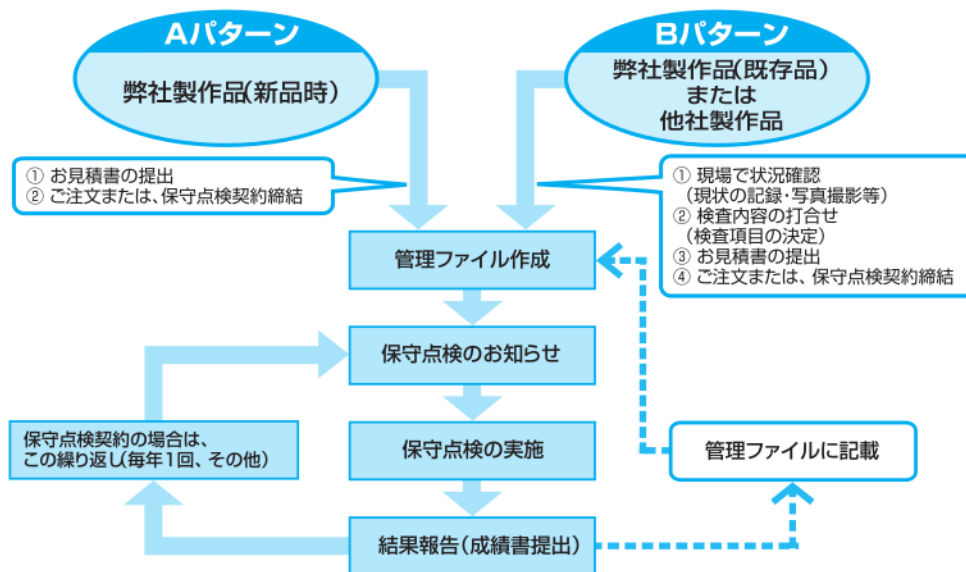 Aパターン
弊社製作品(新品時)
Bパターン
弊社製作品(既存品)
または
他社製作品
① お見積書の提出
② ご注文または、保守点検契約締結
① 現場で状況確認
(現状の記録・写真撮影等)
② 検査内容の打合せ
(検査項目の決定)
③ お見積書の提出
④ ご注文または、保守点検契約締結
管理ファイル作成
保守点検のお知らせ
保守点検契約の場合は、
この繰り返し(毎年1回、その他)
保守点検の実施
管理ファイルに記載
結果報告(成績書提出)